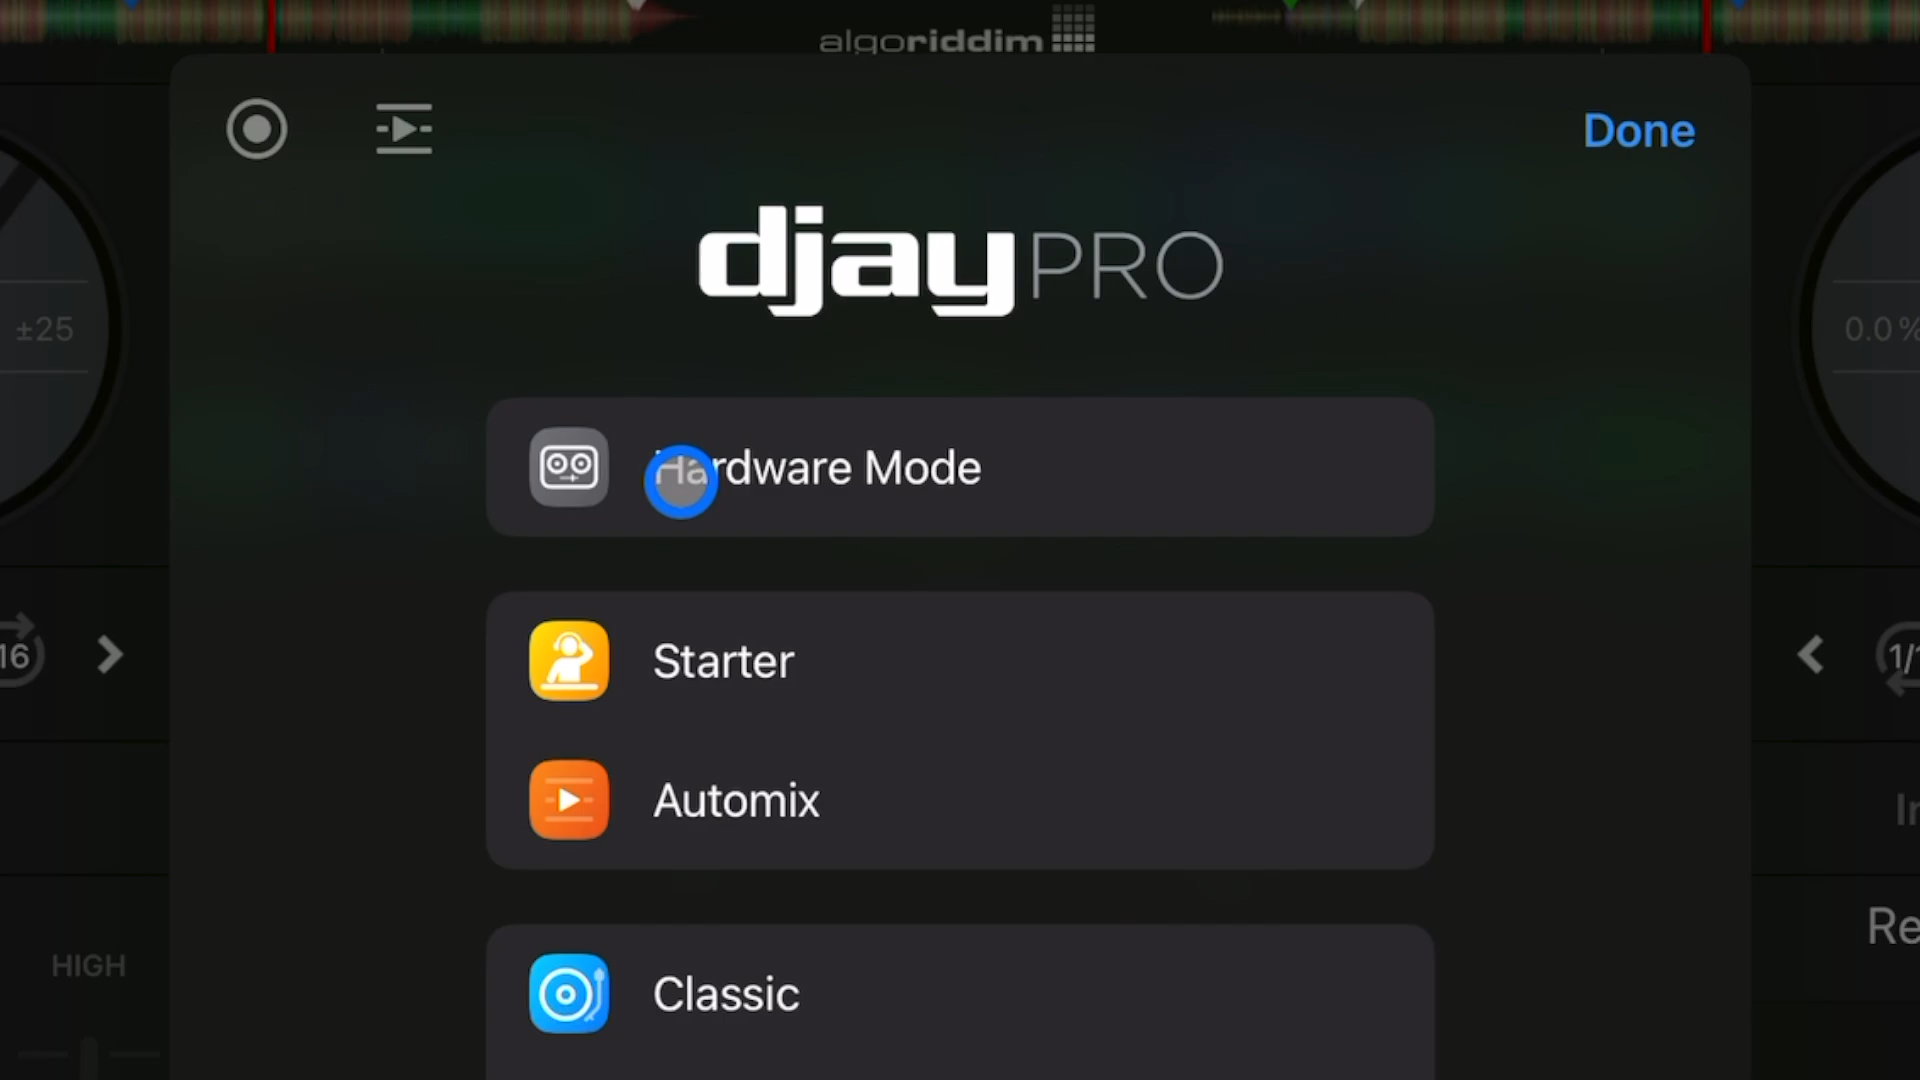 algoriddim
Done
djay PRO
±25
0.0%
Hardware Mode
Starter
16
Automix
HIGH
Classic